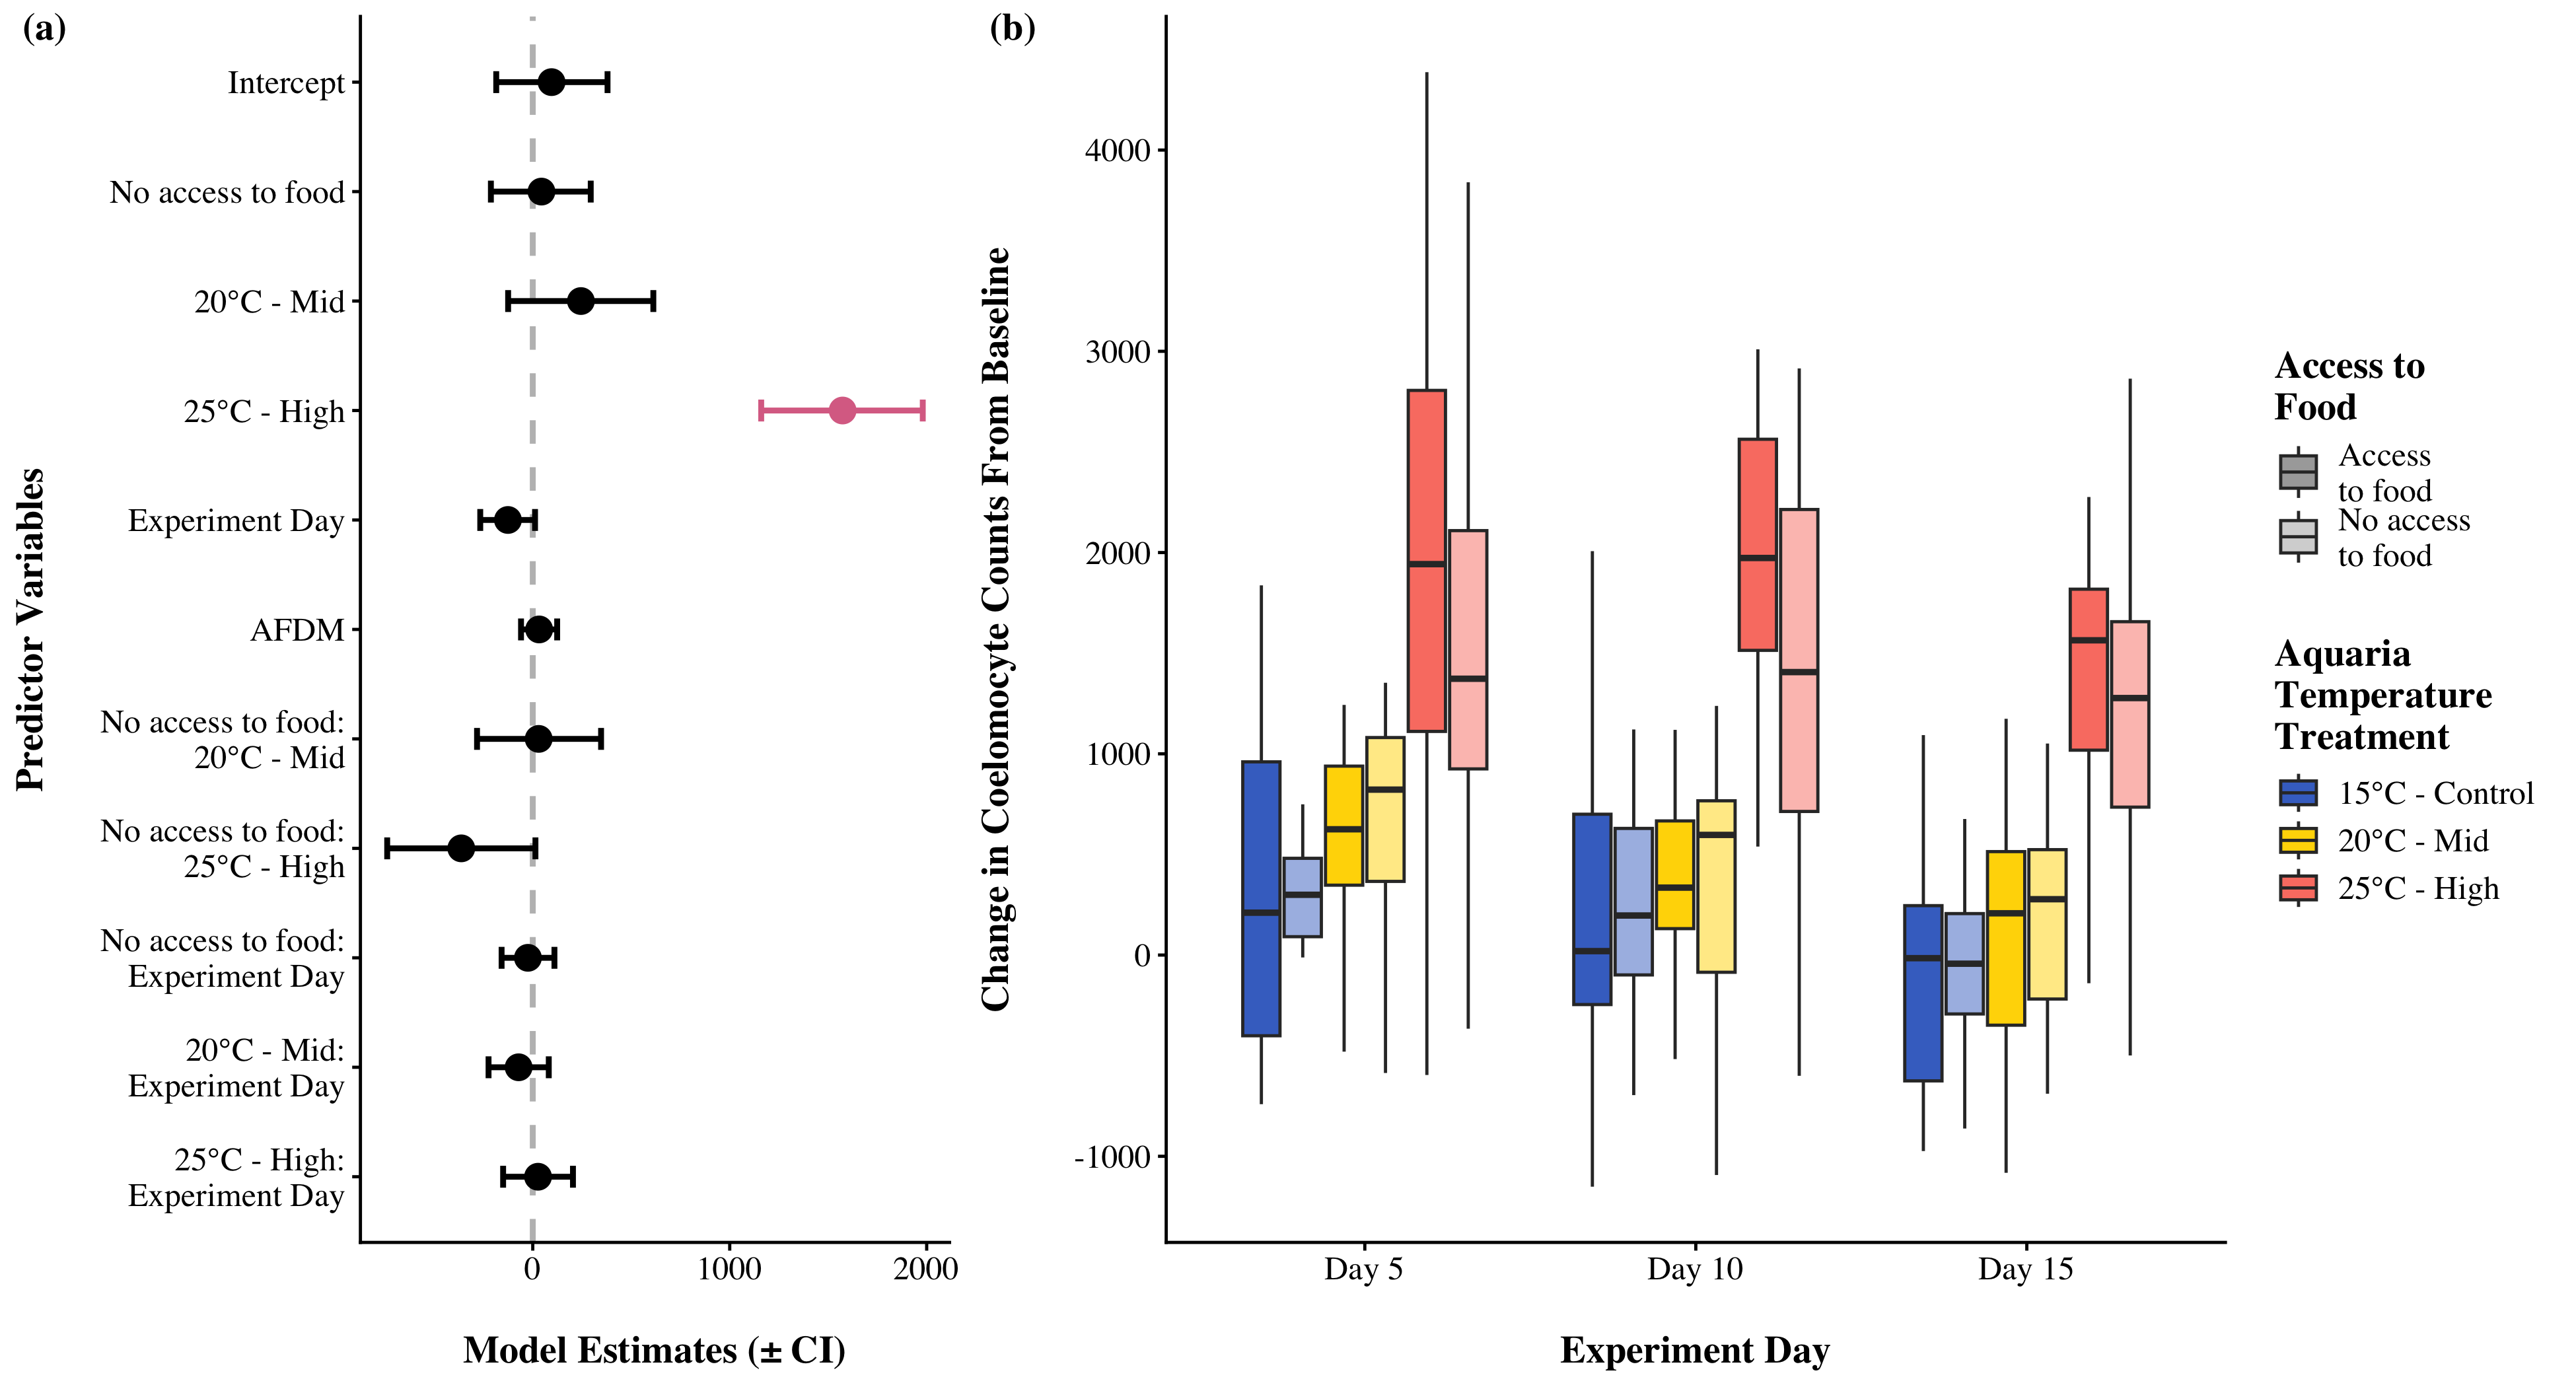 (a)
Predictor Variables
Intercept
No access to food
20°C - Mid
25°C - High
Experiment Day
AFDM
No access to food:
20°C - Mid
No access to food:
25°C - High
No access to food:
Experiment Day
20°C - Mid:
Experiment Day
25°C - High:
Experiment Day
0
1000
2000
Model Estimates (± CI)
(b)
Change in Coelomocyte Counts From Baseline
4000
3000
2000
1000
0
-1000
Day 5
Day 10
Day 15
Experiment Day
Access to
Food
Access
to food
No access
to food
Aquaria
Temperature
Treatment
15°C - Control
20°C - Mid
25°C - High